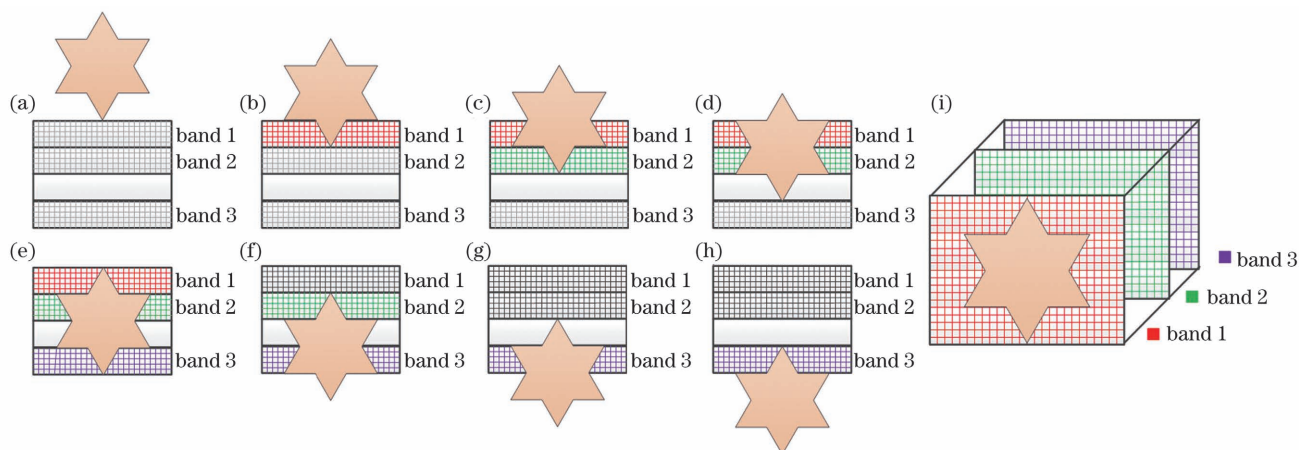 (a)
band 1
band 2
band 3
(b)
band 1
band 2
band 3
(c)
band 1
band 2
band 3
(d)
band 1
band 2
band 3
(i)
band 3
band 2
band 1
(e)
band 1
band 2
band 3
(f)
band 1
band 2
band 3
(g)
band 1
band 2
band 3
(h)
band 1
band 2
band 3